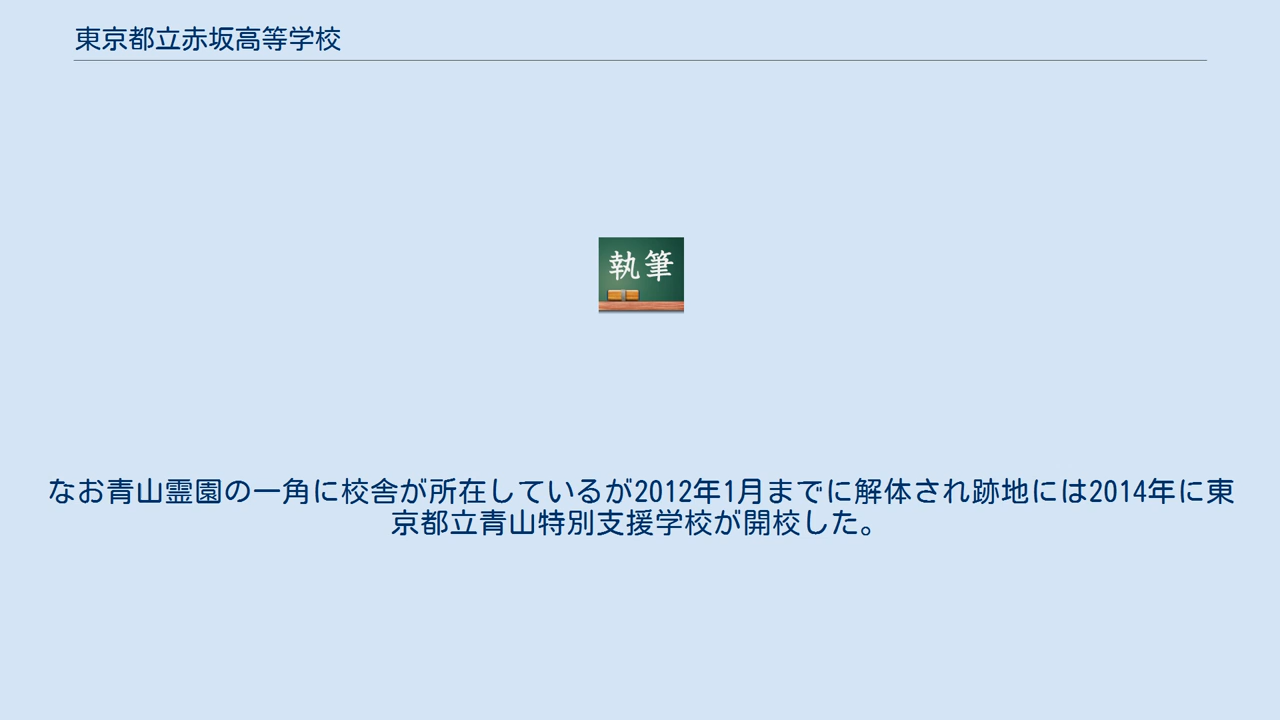 東京都立赤坂高等学校
執筆
なお青山霊園の一角に校舎が所在しているが2012年1月までに解体され跡地には2014年に東
京都立青山特別支援学校が開校した。